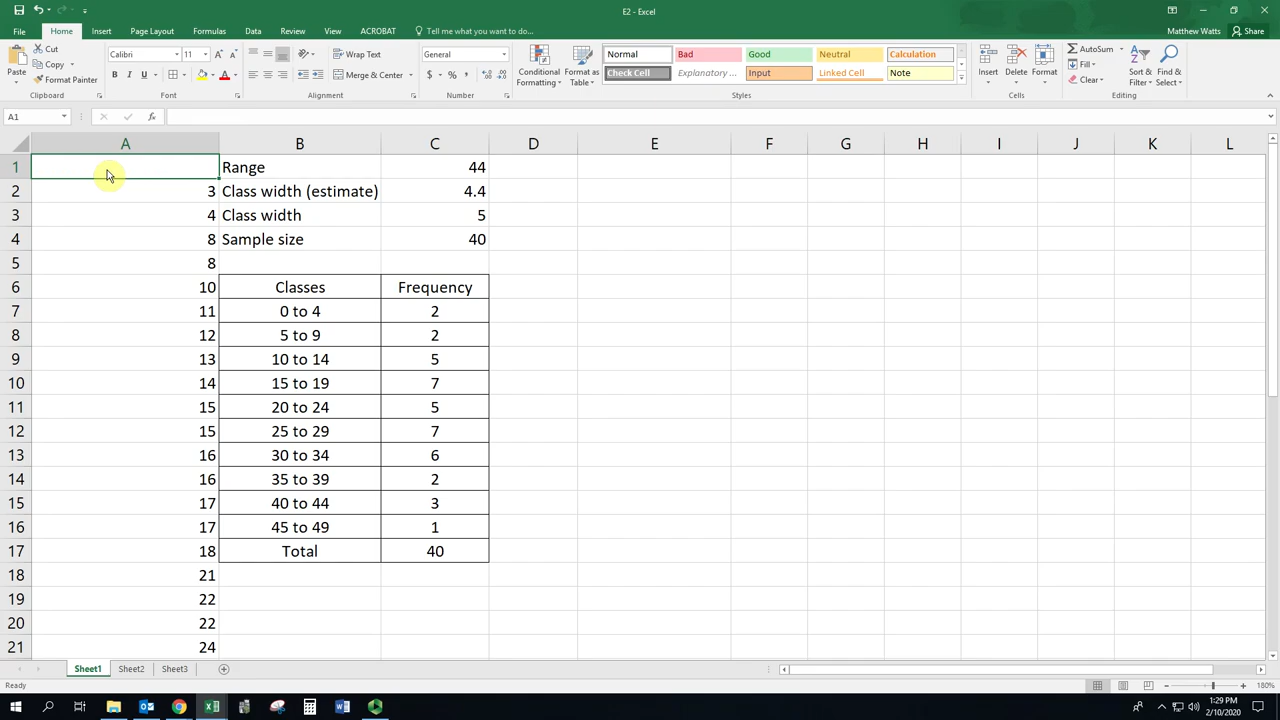 E2 - Excel
File Home Insert Page Layout Formulas Data Review View ACROBAT Tell me what you want to do... Matthew Watts Share
Paste Cut Copy Format Painter Clipboard
Calibri 11 B I U Font
Wrap Text Merge & Center Alignment
General $ % Number
Conditional Formatting Format as Table Normal Bad Good Neutral Calculation
Check Cell Explanatory ... Input Linked Cell Note Styles
Insert Delete Format Cells
AutoSum Fill Clear Sort & Filter Find & Select Editing
A1 fx
A B C D E F G H I J K L
1 Range 44
2 3 Class width (estimate) 4.4
3 4 Class width 5
4 8 Sample size 40
5 8
6 10 Classes Frequency
7 11 0 to 4 2
8 12 5 to 9 2
9 13 10 to 14 5
10 14 15 to 19 7
11 15 20 to 24 5
12 15 25 to 29 7
13 16 30 to 34 6
14 16 35 to 39 2
15 17 40 to 44 3
16 17 45 to 49 1
17 18 Total 40
18 21
19 22
20 22
21 24
Sheet1 Sheet2 Sheet3
Ready 180%
1:29 PM
2/10/2020